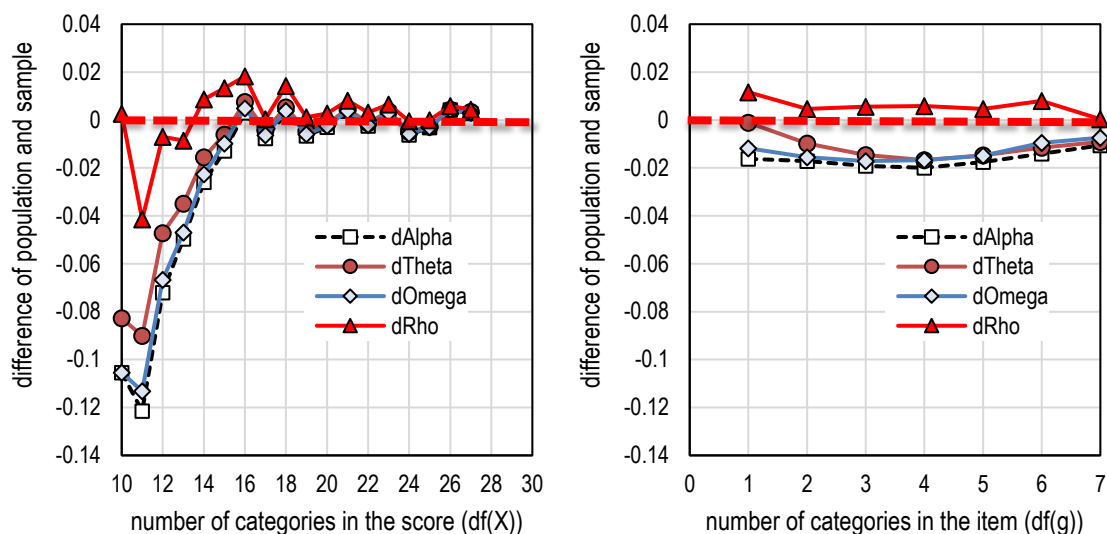 difference of population and sample
0.04
0.02
0
-0.02
-0.04
-0.06
-0.08
-0.1
-0.12
-0.14
dAlpha
dTheta
dOmega
dRho
10 12 14 16 18 20 22 24 26 28 30
number of categories in the score (df(X))
difference of population and sample
0.04
0.02
0
-0.02
-0.04
-0.06
-0.08
-0.1
-0.12
-0.14
dAlpha
dTheta
dOmega
dRho
0 1 2 3 4 5 6 7
number of categories in the item (df(g))